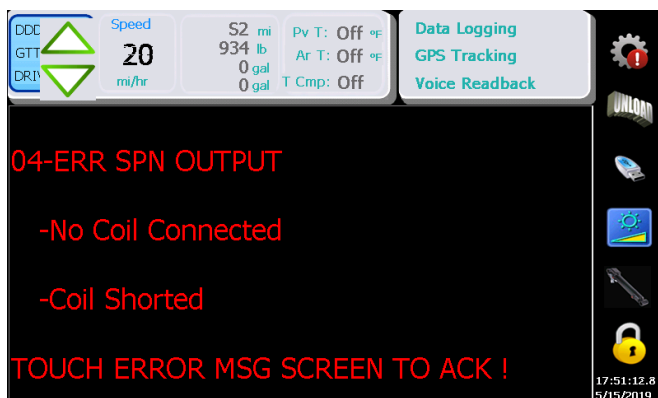 DDD
GTT
DRIV
Speed
20
mi/hr
S2 mi
934 lb
0 gal
0 gal
Pv T: Off °F
Ar T: Off °F
T Cmp: Off
Data Logging
GPS Tracking
Voice Readback
UNLOAD
04-ERR SPN OUTPUT
-No Coil Connected
-Coil Shorted
TOUCH ERROR MSG SCREEN TO ACK !
17:51:12.8
5/15/2019